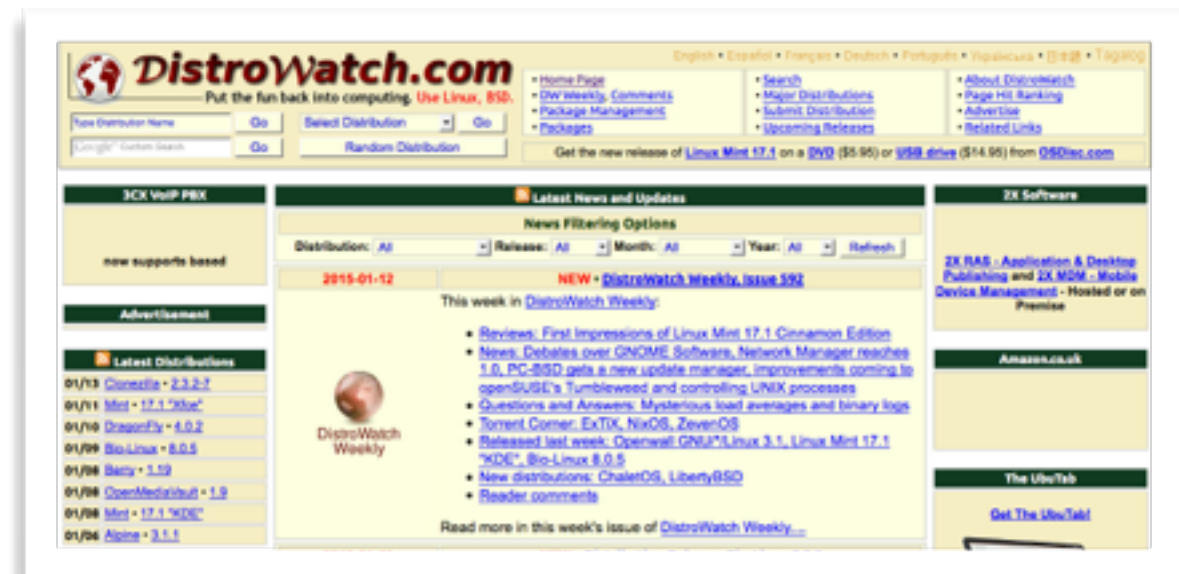 DistroWatch.com
Put the fun back into computing. Use Linux, BSD.
English • Español • Français • Deutsch • Português • Українська • 日本語 • Tagalog
Type Distribution Name Go
Select Distribution Go
Google™ Custom Search Go
Random Distribution
• Home Page
• DW Weekly, Comments
• Package Management
• Packages
• Search
• Major Distributions
• Submit Distribution
• Upcoming Releases
• About DistroWatch
• Page Hit Ranking
• Advertise
• Related Links
Get the new release of Linux Mint 17.1 on a DVD ($5.95) or USB drive ($14.95) from OSDisc.com
3CX VoIP PBX
now supports based
Advertisement
Latest Distributions
01/13 Clonezilla • 2.3.2-7
01/11 Mint • 17.1 "Xfce"
01/10 DragonFly • 4.0.2
01/09 Bio-Linux • 8.0.5
01/08 Berry • 1.19
01/08 OpenMediaVault • 1.9
01/08 Mint • 17.1 "KDE"
01/06 Alpine • 3.1.1
Latest News and Updates
News Filtering Options
Distribution: All Release: All Month: All Year: All Refresh
2015-01-12 NEW • DistroWatch Weekly, Issue 592
DistroWatch
Weekly
This week in DistroWatch Weekly:
• Reviews: First Impressions of Linux Mint 17.1 Cinnamon Edition
• News: Debates over GNOME Software, Network Manager reaches
1.0, PC-BSD gets a new update manager, improvements coming to
openSUSE's Tumbleweed and controlling UNIX processes
• Questions and Answers: Mysterious load averages and binary logs
• Torrent Corner: ExTiX, NixOS, ZevenOS
• Released last week: Openwall GNU/*/Linux 3.1, Linux Mint 17.1
"KDE", Bio-Linux 8.0.5
• New distributions: ChaletOS, LibertyBSD
• Reader comments
Read more in this week's issue of DistroWatch Weekly....
2X Software
2X RAS - Application & Desktop
Publishing and 2X MDM - Mobile
Device Management - Hosted or on
Premise
Amazon.co.uk
The UbuTab
Get The UbuTab!